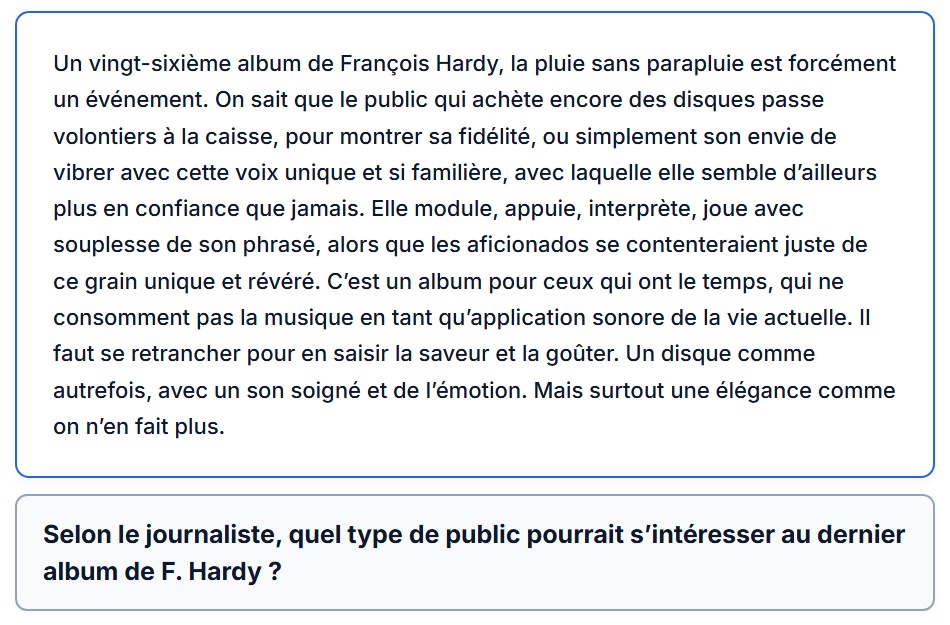 Un vingt-sixième album de François Hardy, la pluie sans parapluie est forcément
un événement. On sait que le public qui achète encore des disques passe
volontiers à la caisse, pour montrer sa fidélité, ou simplement son envie de
vibrer avec cette voix unique et si familière, avec laquelle elle semble d’ailleurs
plus en confiance que jamais. Elle module, appuie, interprète, joue avec
souplesse de son phrasé, alors que les aficionados se contenteraient juste de
ce grain unique et révéré. C’est un album pour ceux qui ont le temps, qui ne
consomment pas la musique en tant qu’application sonore de la vie actuelle. Il
faut se retrancher pour en saisir la saveur et la goûter. Un disque comme
autrefois, avec un son soigné et de l’émotion. Mais surtout une élégance comme
on n’en fait plus.
Selon le journaliste, quel type de public pourrait s’intéresser au dernier
album de F. Hardy ?